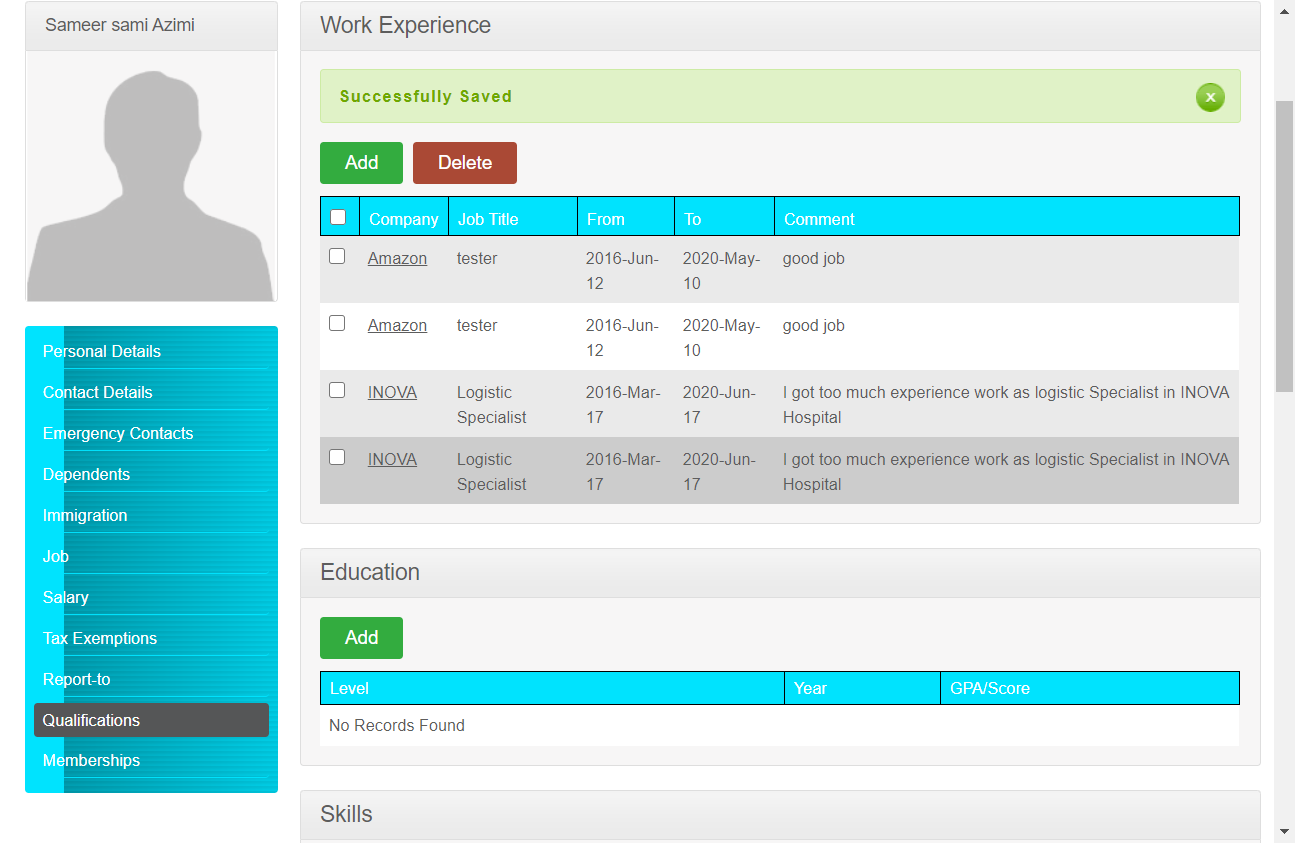 Sameer sami Azimi
Personal Details
Contact Details
Emergency Contacts
Dependents
Immigration
Job
Salary
Tax Exemptions
Report-to
Qualifications
Memberships
Work Experience
Successfully Saved
Add Delete
Company Job Title From To Comment
Amazon tester 2016-Jun- 2020-May- good job
12 10
Amazon tester 2016-Jun- 2020-May- good job
12 10
INOVA Logistic 2016-Mar- 2020-Jun- I got too much experience work as logistic Specialist in INOVA
Specialist 17 17 Hospital
INOVA Logistic 2016-Mar- 2020-Jun- I got too much experience work as logistic Specialist in INOVA
Specialist 17 17 Hospital
Education
Add
Level Year GPA/Score
No Records Found
Skills